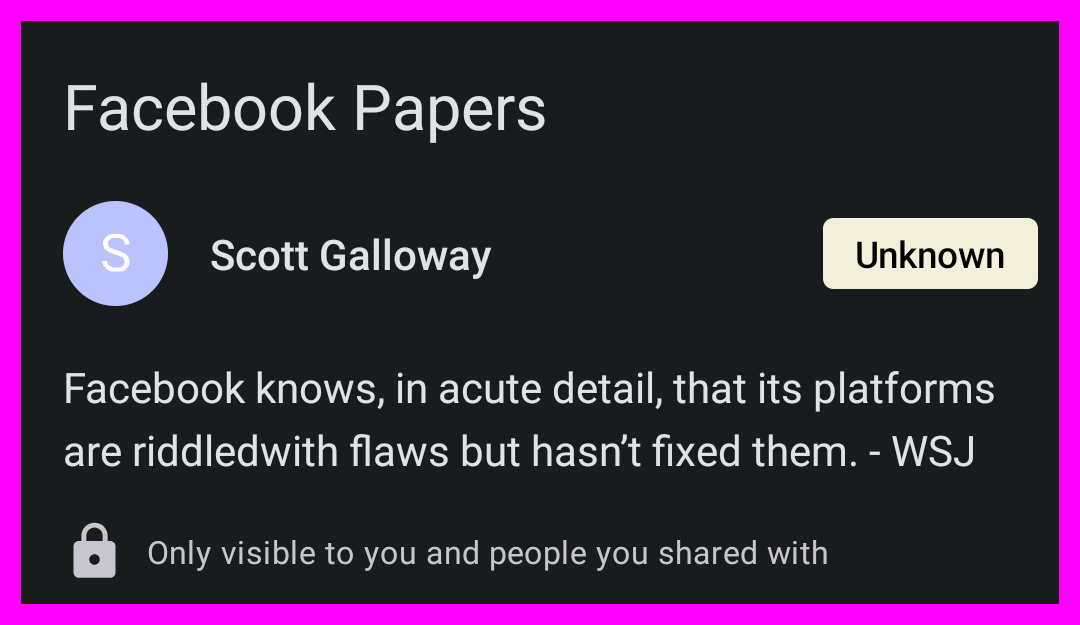 Facebook Papers
S
Scott Galloway
Unknown
Facebook knows, in acute detail, that its platforms
are riddledwith flaws but hasn’t fixed them. - WSJ
Only visible to you and people you shared with